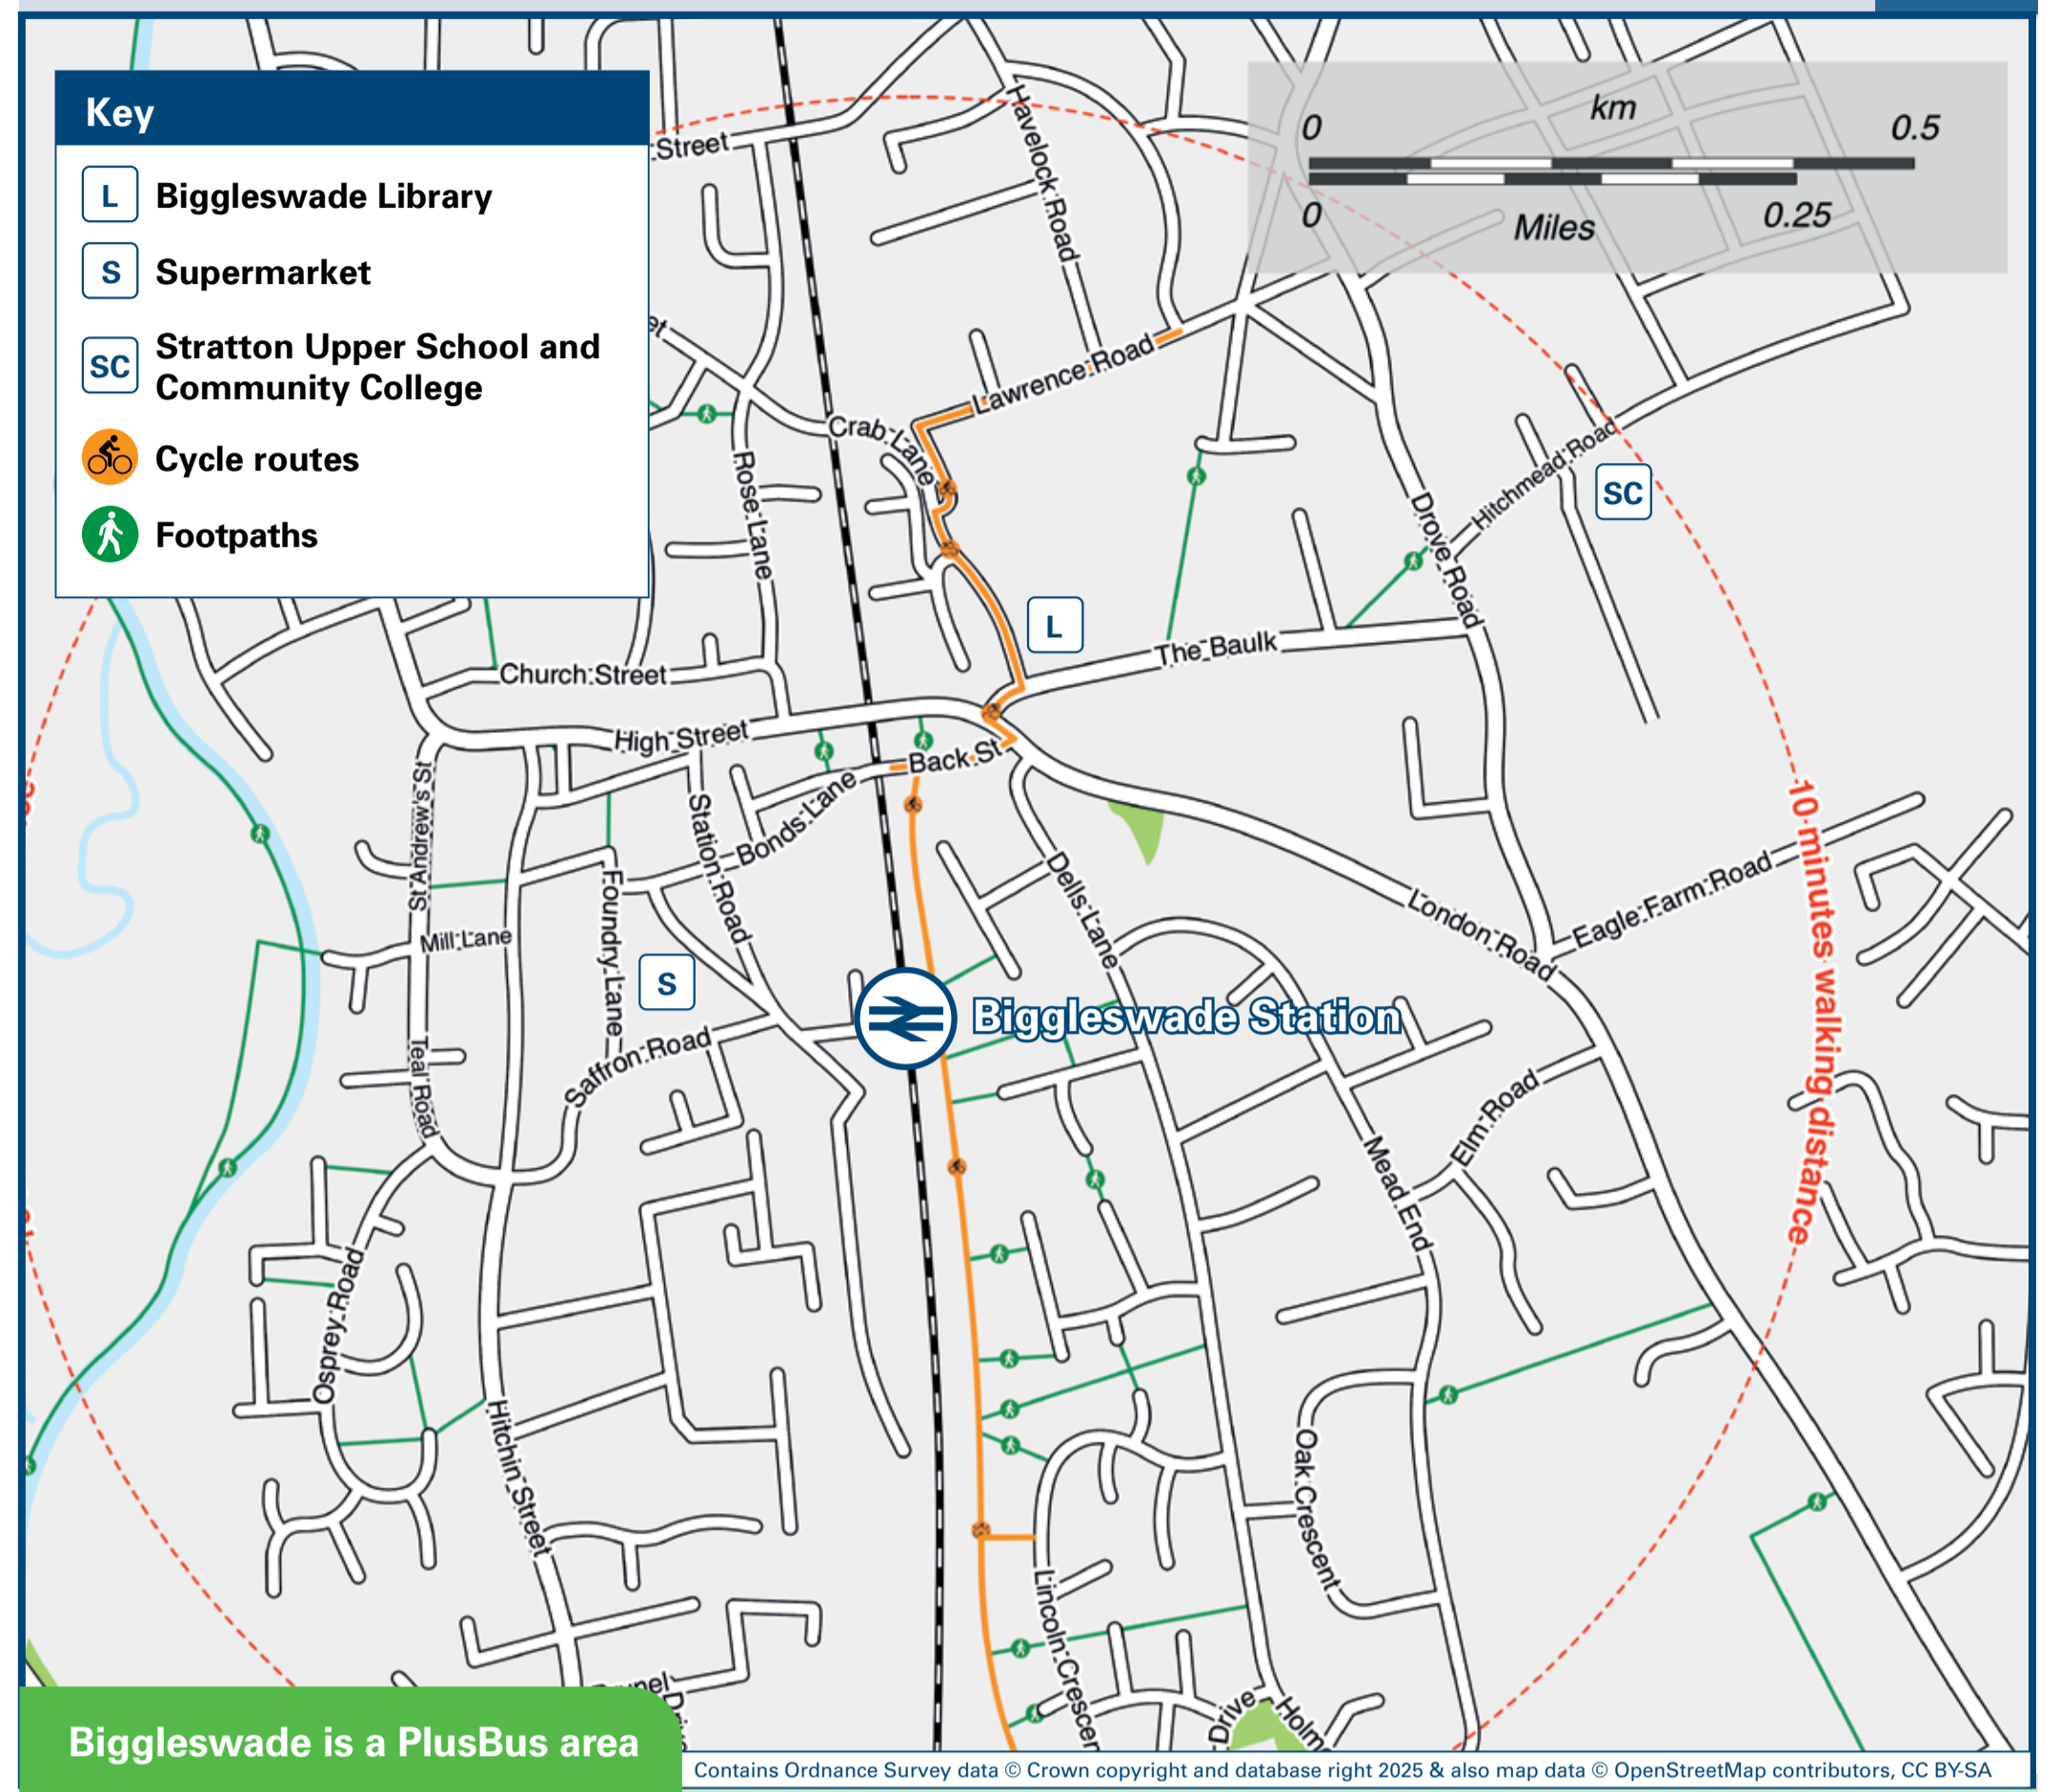 Key
L
Biggleswade Library
S
Supermarket
SC
Stratton Upper School and
Community College
Cycle routes
Footpaths
km
0
0.5
0
0.25
Miles
Street
Havelock Road
Lawrence Road
Crab Lane
Rose Lane
Hitchmead Road
SC
Drove Road
L
The Baulk
Church Street
High Street
Back St
Bonds Lane
St Andrew's St
Station Road
Dells Lane
London Road
Eagle Farm Road
10 minutes walking distance
Mill Lane
Foundry Lane
S
Biggleswade Station
Saffron Road
Teal Road
Elm Road
Mead End
Osprey Road
Hitchin Street
Oak Crescent
Lincoln Crescen
Drive
Holm
Biggleswade is a PlusBus area
Contains Ordnance Survey data © Crown copyright and database right 2025 & also map data © OpenStreetMap contributors, CC BY-SA